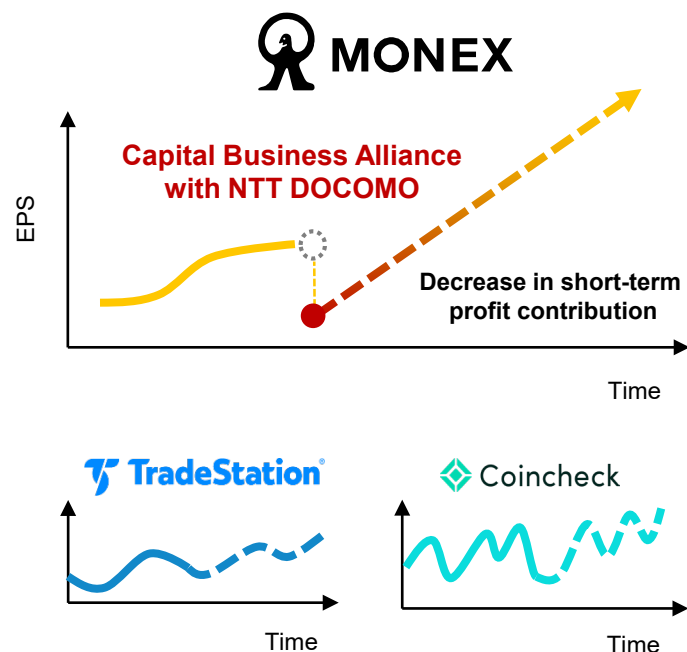 MONEX
Capital Business Alliance
with NTT DOCOMO
EPS
Decrease in short-term
profit contribution
Time
TradeStation®
Coincheck
Time
Time